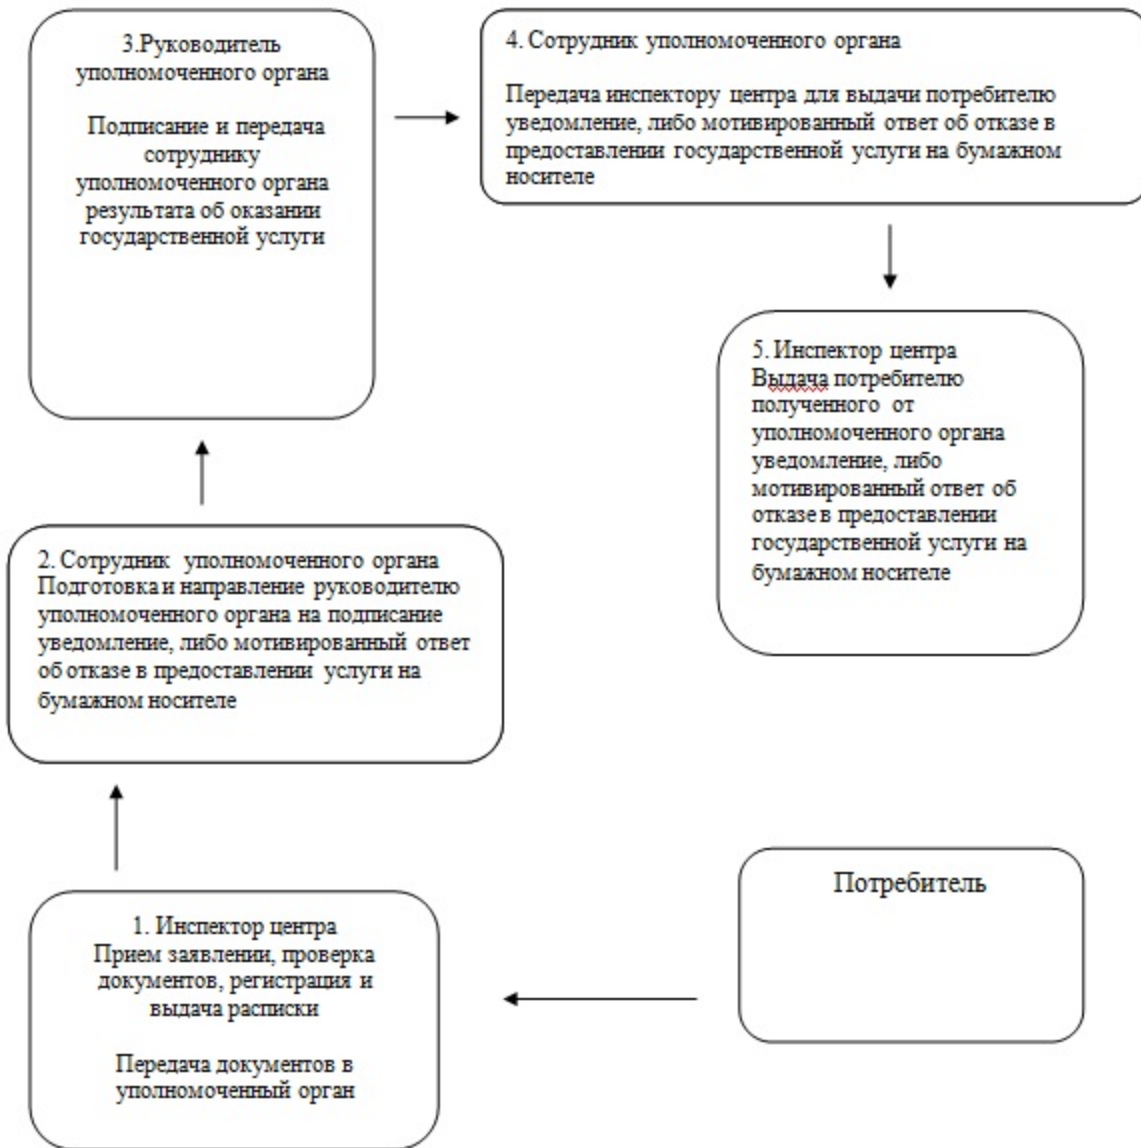 3.Руководитель
уполномоченного органа
Подписание и передача
сотруднику
уполномоченного органа
результата об оказании
государственной услуги
4. Сотрудник уполномоченного органа
Передача инспектору центра для выдачи потребителю
уведомление, либо мотивированный ответ об отказе в
предоставлении государственной услуги на бумажном
носителе
5. Инспектор центра
Выдача потребителю
полученного от
уполномоченного органа
уведомление, либо
мотивированный ответ об
отказе в предоставлении
государственной услуги на
бумажном носителе
2. Сотрудник уполномоченного органа
Подготовка и направление руководителю
уполномоченного органа на подписание
уведомление, либо мотивированный ответ
об отказе в предоставлении услуги на
бумажном носителе
1. Инспектор центра
Прием заявлении, проверка
документов, регистрация и
выдача расписки
Передача документов в
уполномоченный орган
Потребитель